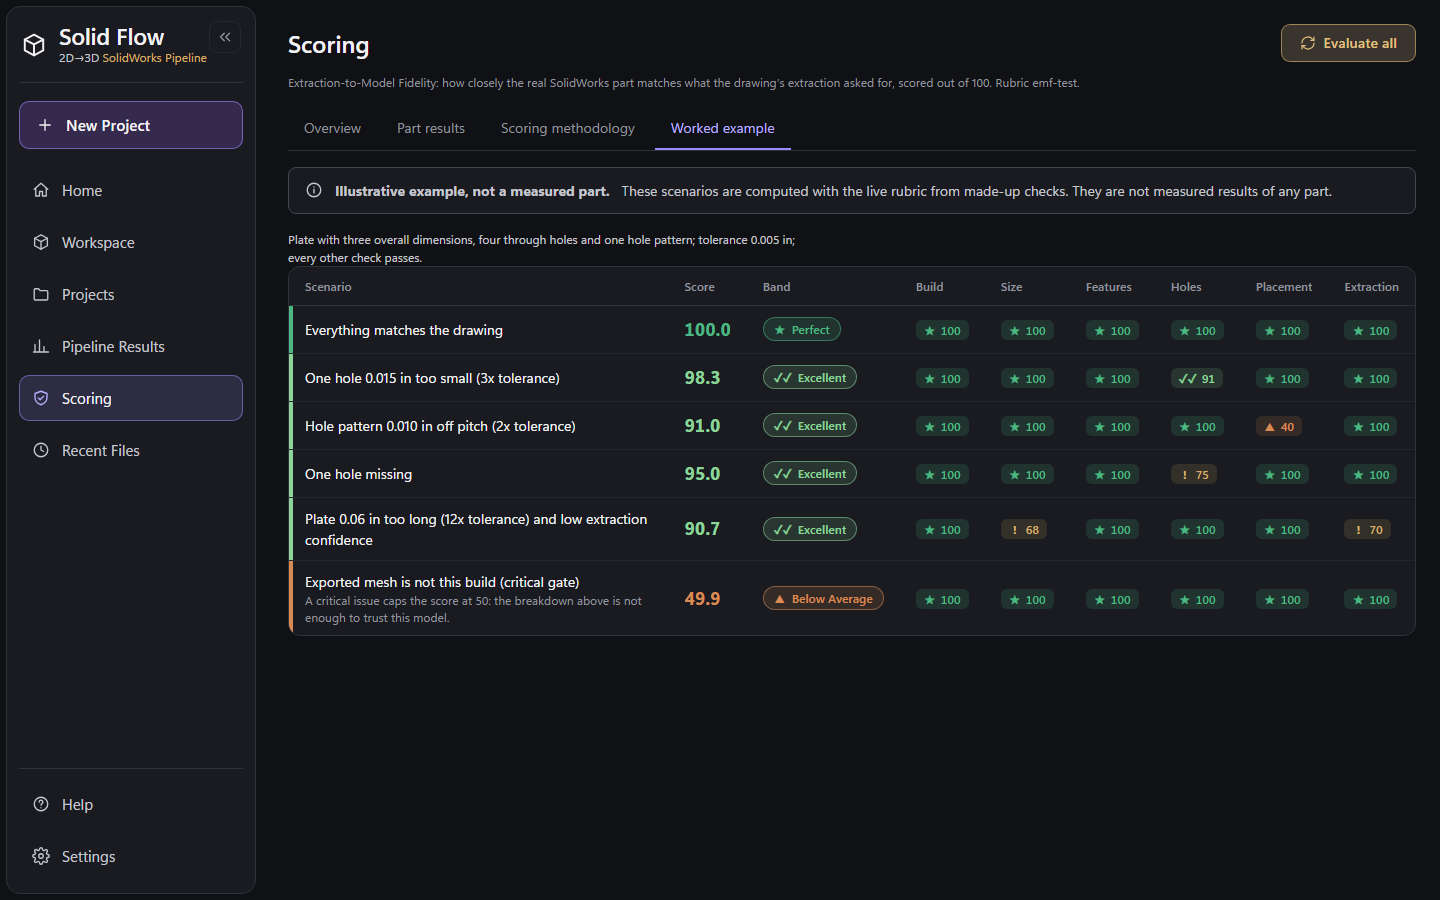 Solid Flow
2D→3D SolidWorks Pipeline
New Project
Home
Workspace
Projects
Pipeline Results
Scoring
Recent Files
Help
Settings
Scoring
Evaluate all
Extraction-to-Model Fidelity: how closely the real SolidWorks part matches what the drawing's extraction asked for, scored out of 100. Rubric emf-test.
Overview Part results Scoring methodology Worked example
Illustrative example, not a measured part. These scenarios are computed with the live rubric from made-up checks. They are not measured results of any part.
Plate with three overall dimensions, four through holes and one hole pattern; tolerance 0.005 in;
every other check passes.
Scenario Score Band Build Size Features Holes Placement Extraction
Everything matches the drawing 100.0 Perfect 100 100 100 100 100 100
One hole 0.015 in too small (3x tolerance) 98.3 Excellent 100 100 100 91 100 100
Hole pattern 0.010 in off pitch (2x tolerance) 91.0 Excellent 100 100 100 100 40 100
One hole missing 95.0 Excellent 100 100 100 75 100 100
Plate 0.06 in too long (12x tolerance) and low extraction
confidence 90.7 Excellent 100 68 100 100 100 70
Exported mesh is not this build (critical gate)
A critical issue caps the score at 50: the breakdown above is not
enough to trust this model. 49.9 Below Average 100 100 100 100 100 100